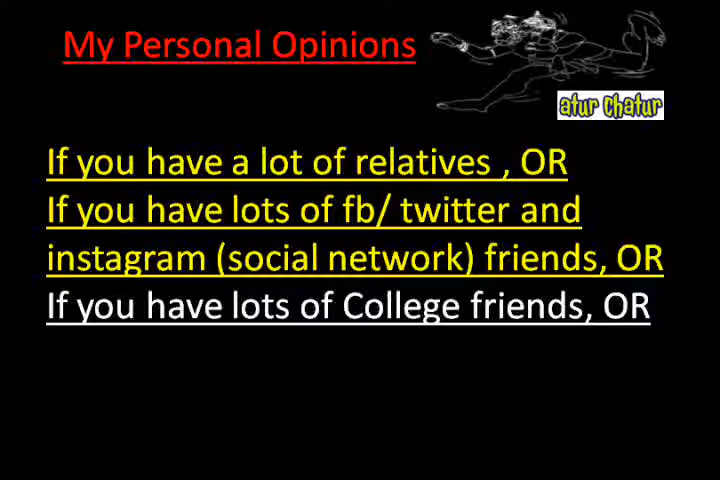 My Personal Opinions
atur chatur
If you have a lot of relatives , OR
If you have lots of fb/ twitter and
instagram (social network) friends, OR
If you have lots of College friends, OR